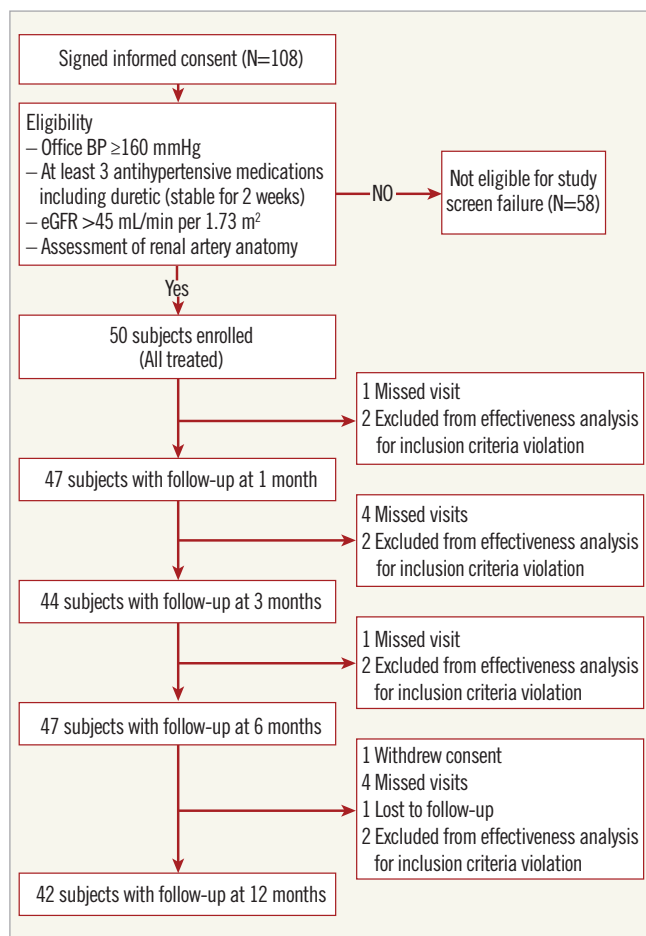 Signed informed consent (N=108)
Eligibility
– Office BP ≥160 mmHg
– At least 3 antihypertensive medications
including duretic (stable for 2 weeks)
– eGFR >45 mL/min per 1.73 m²
– Assessment of renal artery anatomy
NO
Not eligible for study
screen failure (N=58)
Yes
50 subjects enrolled
(All treated)
1 Missed visit
2 Excluded from effectiveness analysis
for inclusion criteria violation
47 subjects with follow-up at 1 month
4 Missed visits
2 Excluded from effectiveness analysis
for inclusion criteria violation
44 subjects with follow-up at 3 months
1 Missed visit
2 Excluded from effectiveness analysis
for inclusion criteria violation
47 subjects with follow-up at 6 months
1 Withdrew consent
4 Missed visits
1 Lost to follow-up
2 Excluded from effectiveness analysis
for inclusion criteria violation
42 subjects with follow-up at 12 months